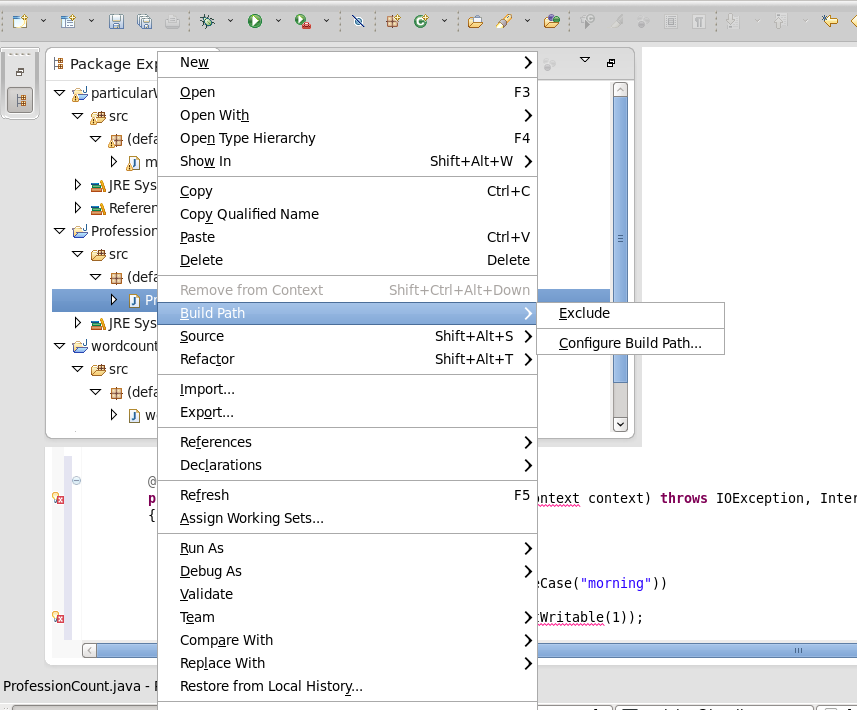 Package Exp
particularW
src
(defa
m
JRE Sys
Referen
Profession
src
(defa
Pr
JRE Sys
wordcount
src
(defa
w
New
Open F3
Open With
Open Type Hierarchy F4
Show In Shift+Alt+W
Copy Ctrl+C
Copy Qualified Name
Paste Ctrl+V
Delete Delete
Remove from Context Shift+Ctrl+Alt+Down
Build Path
Source Shift+Alt+S
Refactor Shift+Alt+T
Import...
Export...
References
Declarations
Refresh F5
Assign Working Sets...
Run As
Debug As
Validate
Team
Compare With
Replace With
Restore from Local History...
Exclude
Configure Build Path...
@
p ontext context) throws IOException, Inter
{
eCase("morning"))
tWritable(1));
ProfessionCount.java - P